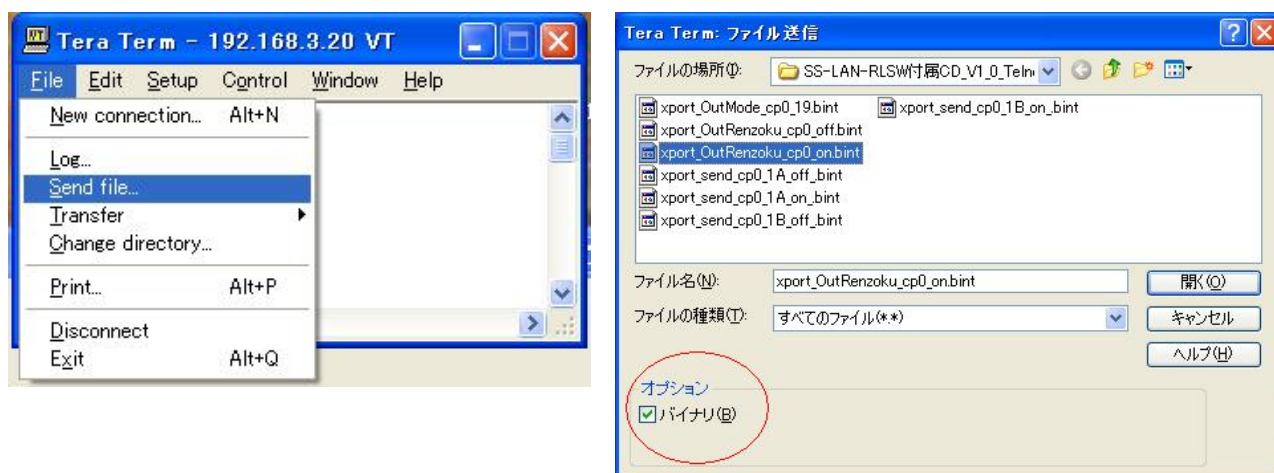 Tera Term - 192.168.3.20 VT
File Edit Setup Control Window Help
New connection... Alt+N
Log...
Send file...
Transfer
Change directory...
Print... Alt+P
Disconnect
Exit Alt+Q
Tera Term: ファイル送信
ファイルの場所(I):
SS-LAN-RLSW付属CD_V1_0_Teln
xport_OutMode_cp0_19.bint
xport_OutRenzoku_cp0_off.bint
xport_OutRenzoku_cp0_on.bint
xport_send_cp0_1A_off_bint
xport_send_cp0_1A_on_bint
xport_send_cp0_1B_off_bint
xport_send_cp0_1B_on_bint
ファイル名(N): xport_OutRenzoku_cp0_on.bint 開く(O)
ファイルの種類(T): すべてのファイル(*.*) キャンセル
ヘルプ(H)
オプション
バイナリ(B)